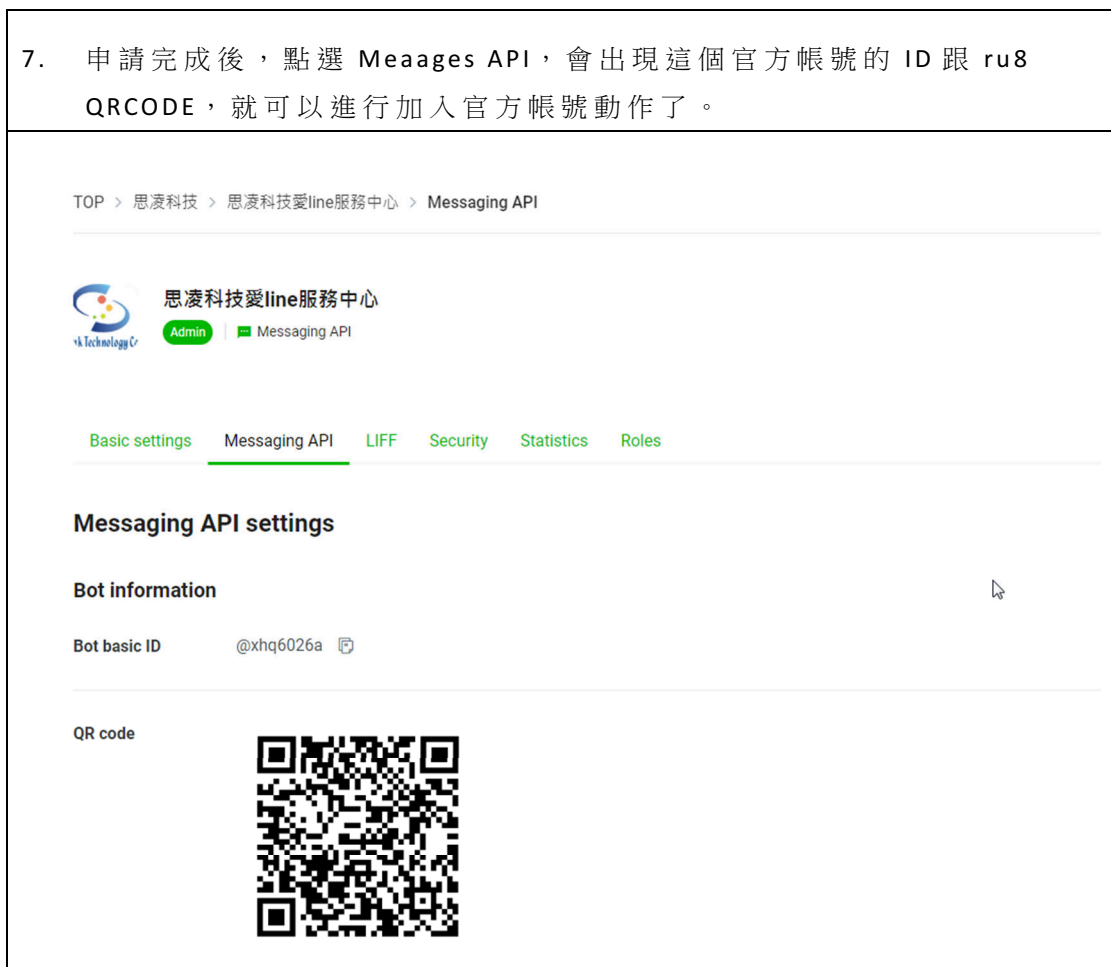 7. 申請完成後，點選 Meaages API，會出現這個官方帳號的 ID 跟 ru8
QRCODE，就可以進行加入官方帳號動作了。
TOP > 思凌科技 > 思凌科技愛line服務中心 > Messaging API
思凌科技愛line服務中心
Admin Messaging API
k Technology C
Basic settings Messaging API LIFF Security Statistics Roles
Messaging API settings
Bot information
Bot basic ID @xhq6026a
QR code